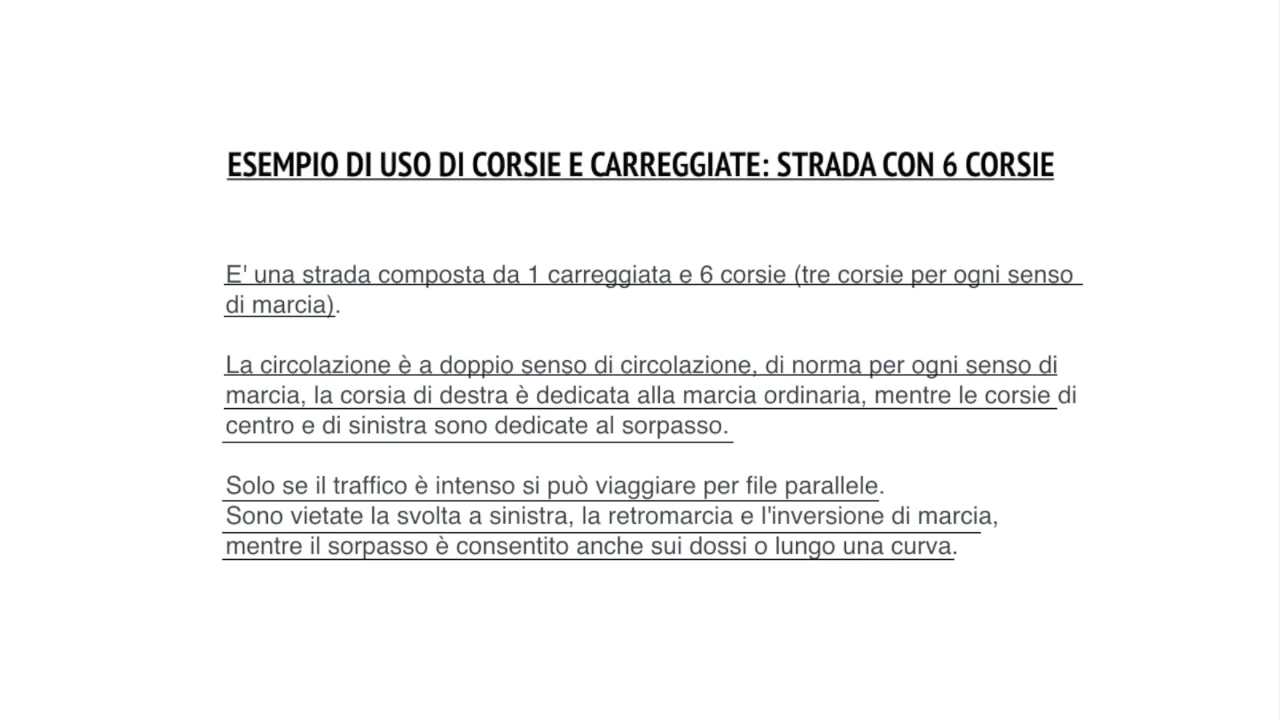 ESEMPIO DI USO DI CORSIE E CARREGGIATE: STRADA CON 6 CORSIE
E' una strada composta da 1 carreggiata e 6 corsie (tre corsie per ogni senso
di marcia).
La circolazione è a doppio senso di circolazione, di norma per ogni senso di
marcia, la corsia di destra è dedicata alla marcia ordinaria, mentre le corsie di
centro e di sinistra sono dedicate al sorpasso.
Solo se il traffico è intenso si può viaggiare per file parallele.
Sono vietate la svolta a sinistra, la retromarcia e l'inversione di marcia,
mentre il sorpasso è consentito anche sui dossi o lungo una curva.